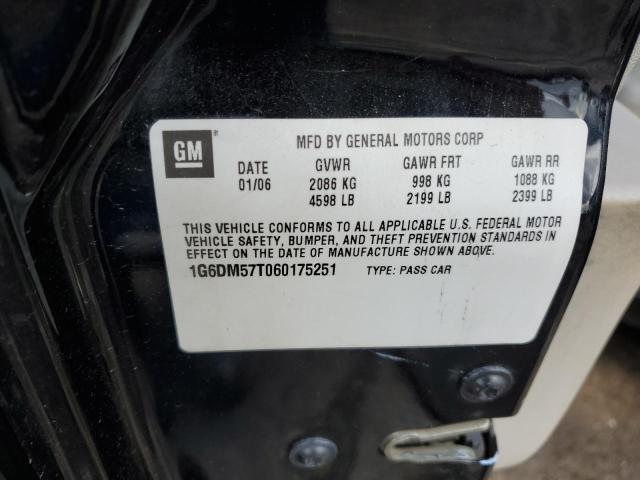 GM® MFD BY GENERAL MOTORS CORP
DATE GVWR GAWR FRT GAWR RR
01/06 2086 KG 998 KG 1088 KG
4598 LB 2199 LB 2399 LB
THIS VEHICLE CONFORMS TO ALL APPLICABLE U.S. FEDERAL MOTOR
VEHICLE SAFETY, BUMPER, AND THEFT PREVENTION STANDARDS IN
EFFECT ON THE DATE OF MANUFACTURE SHOWN ABOVE.
1G6DM57T060175251 TYPE: PASS CAR